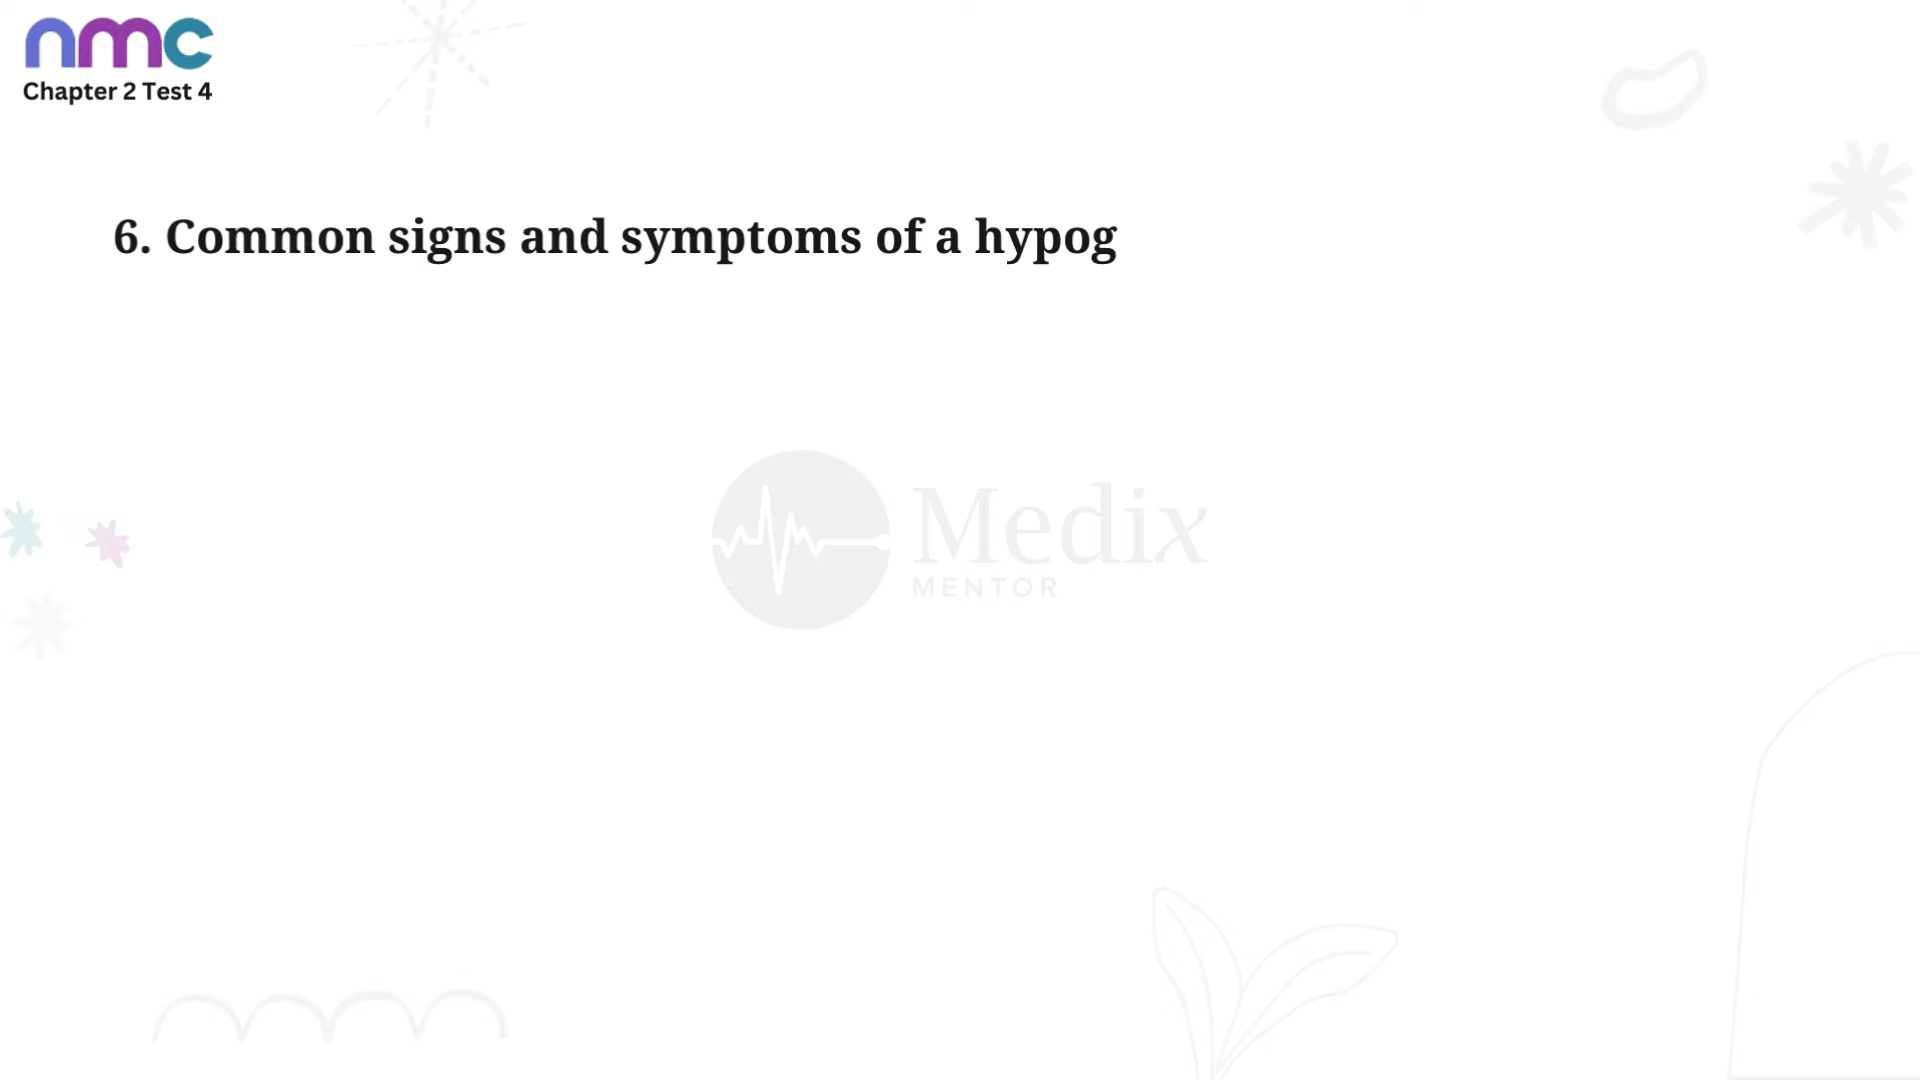 nmc
Chapter 2 Test 4
6. Common signs and symptoms of a hypog
Medix
MENTOR